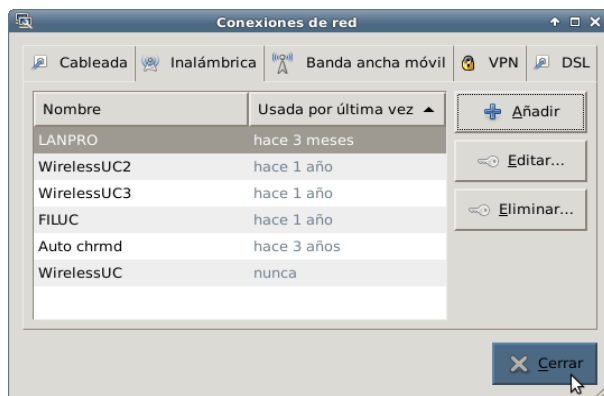 Conexiones de red
Cableada Inalámbrica Banda ancha móvil VPN DSL
Nombre Usada por última vez
Añadir
LANPRO hace 3 meses
WirelessUC2 hace 1 año
Editar...
WirelessUC3 hace 1 año
FILUC hace 1 año
Eliminar...
Auto chrmd hace 3 años
WirelessUC nunca
Cerrar